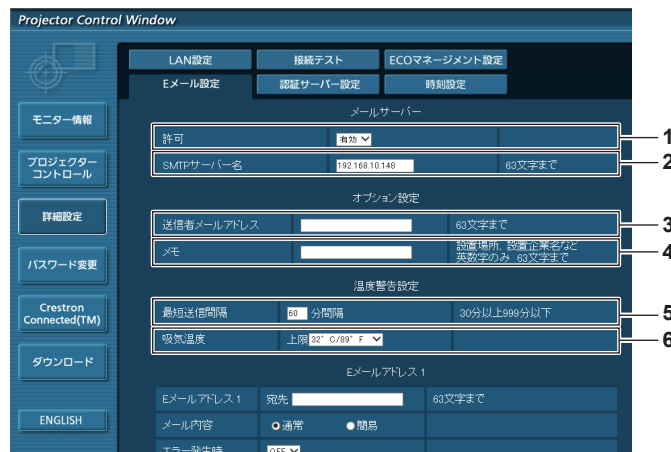 Projector Control Window
LAN設定 接続テスト ECOマネージメント設定
Eメール設定 認証サーバー設定 時刻設定
モニター情報
プロジェクター
コントロール
詳細設定
パスワード変更
Crestron
Connected(TM)
ダウンロード
ENGLISH
メールサーバー
許可 有効 1
SMTPサーバー名 192.168.10.148 63文字まで 2
オプション設定
送信者メールアドレス 63文字まで 3
メモ 設置場所、設置企業名など
英数字のみ 63文字まで 4
温度警告設定
最短送信間隔 60 分間隔 30分以上999分以下 5
吸気温度 上限 32°C/89°F 6
Eメールアドレス 1
Eメールアドレス 1 宛先 63文字まで
メール内容 通常 簡易
エラー発生時 OFF